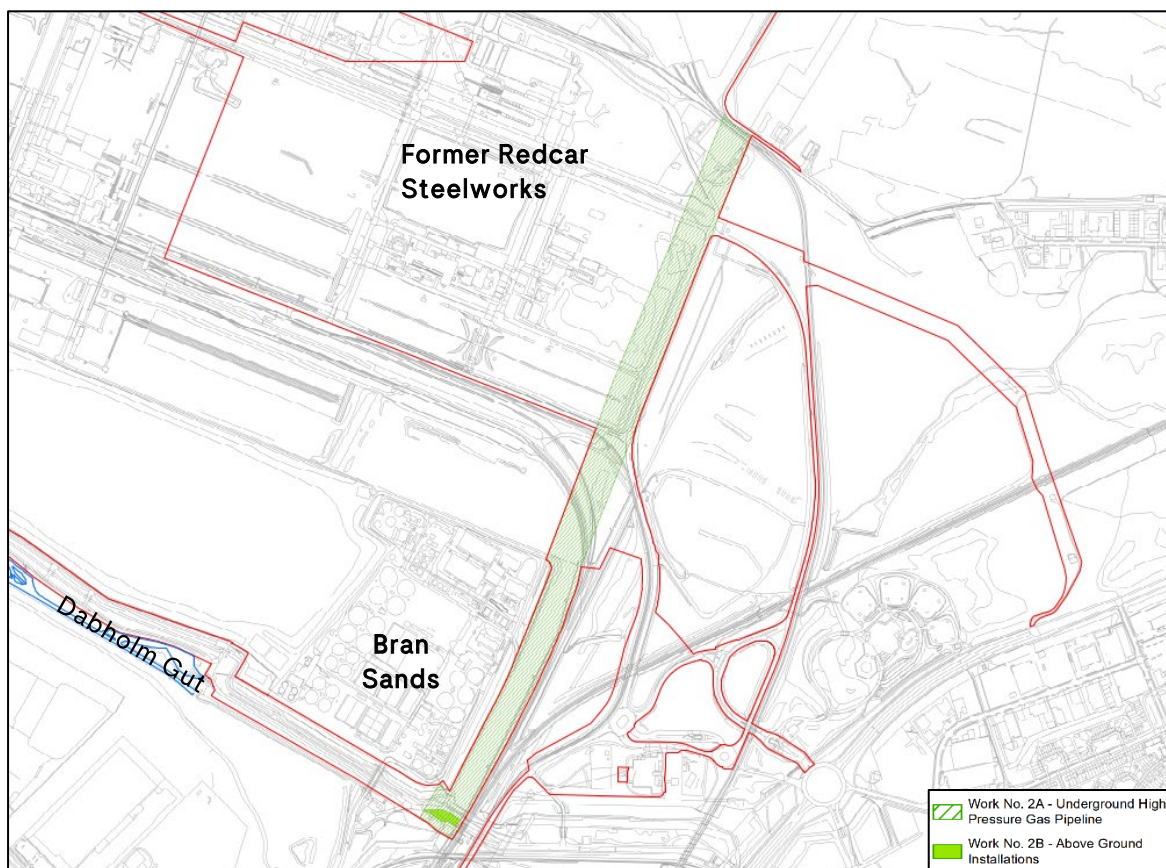 Former Redcar
Steelworks
Dabholm Gut
Bran
Sands
Work No. 2A - Underground High
Pressure Gas Pipeline
Work No. 2B - Above Ground
Installations